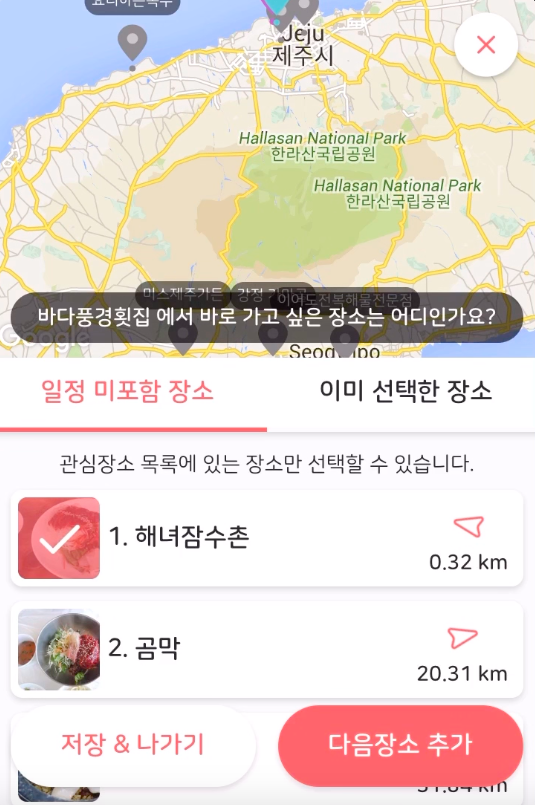 Jeju
제주시
Hallasan National Park
한라산국립공원
Hallasan National Park
한라산국립공원
미스제주가든
강정
이어도전복해물전문점
바다풍경횟집 에서 바로 가고 싶은 장소는 어디인가요?
Google
일정 미포함 장소
이미 선택한 장소
관심장소 목록에 있는 장소만 선택할 수 있습니다.
1. 해녀잠수촌
0.32 km
2. 곰막
20.31 km
저장 & 나가기
다음장소 추가